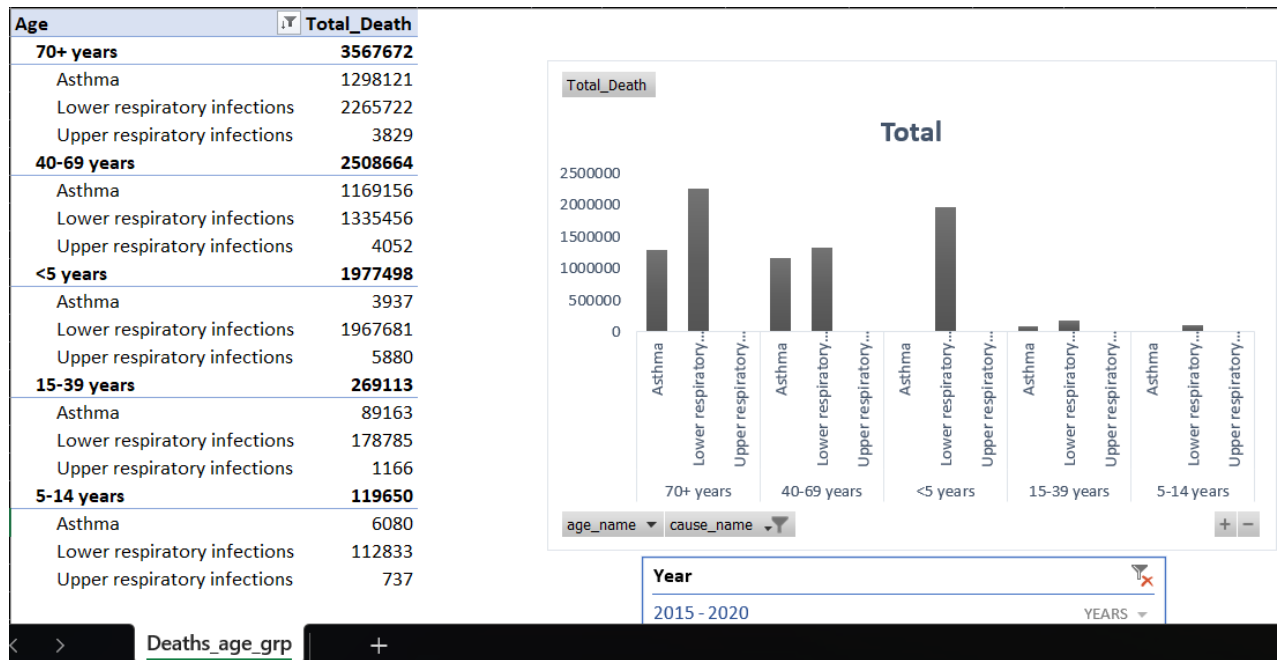 Age Total_Death
70+ years 3567672
Asthma 1298121
Lower respiratory infections 2265722
Upper respiratory infections 3829
40-69 years 2508664
Asthma 1169156
Lower respiratory infections 1335456
Upper respiratory infections 4052
<5 years 1977498
Asthma 3937
Lower respiratory infections 1967681
Upper respiratory infections 5880
15-39 years 269113
Asthma 89163
Lower respiratory infections 178785
Upper respiratory infections 1166
5-14 years 119650
Asthma 6080
Lower respiratory infections 112833
Upper respiratory infections 737
Total_Death
Total
2500000
2000000
1500000
1000000
500000
0
Asthma
Lower respiratory...
Upper respiratory...
Asthma
Lower respiratory...
Upper respiratory...
Asthma
Lower respiratory...
Upper respiratory...
Asthma
Lower respiratory...
Upper respiratory...
Asthma
Lower respiratory...
Upper respiratory...
70+ years 40-69 years <5 years 15-39 years 5-14 years
age_name cause_name + −
Year
2015 - 2020 YEARS
< > Deaths_age_grp +